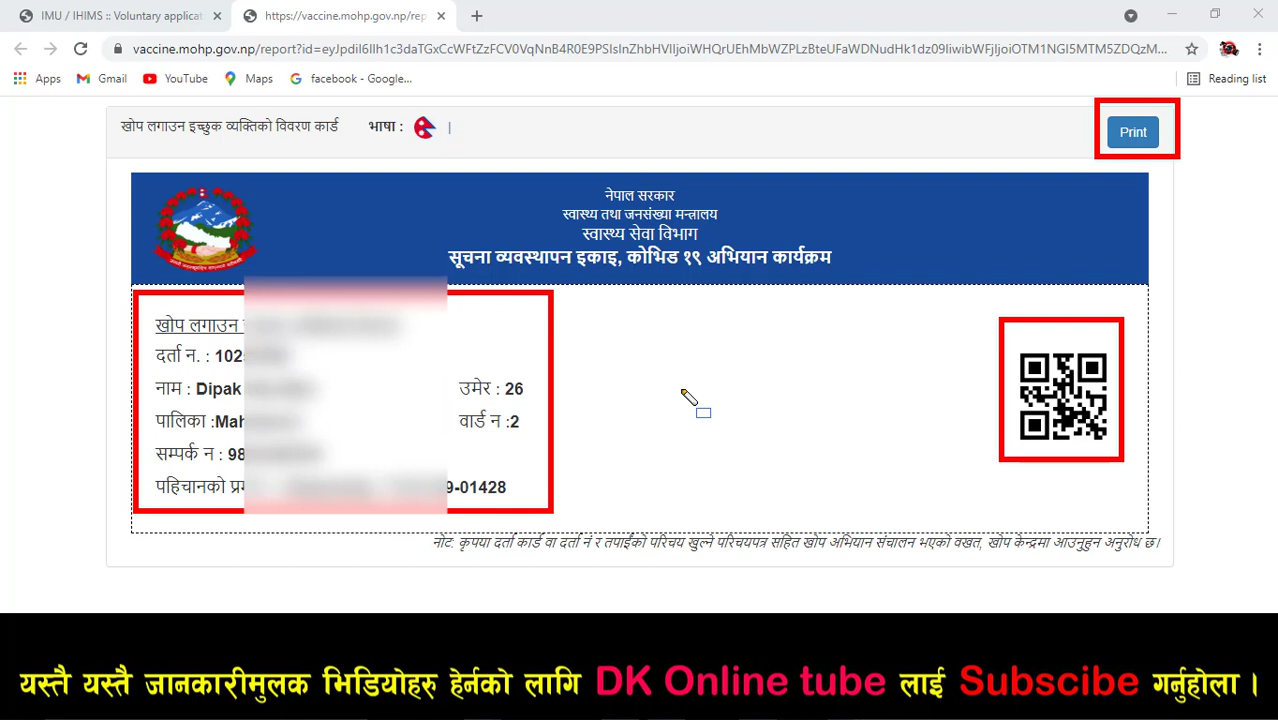 IMU / IHIMS :: Voluntary applicat
https://vaccine.mohp.gov.np/rep
vaccine.mohp.gov.np/report?id=
Apps Gmail YouTube Maps facebook - Google... Reading list
खोप लगाउन इच्छुक व्यक्तिको विवरण कार्ड भाषा : |
Print
नेपाल सरकार
स्वास्थ्य तथा जनसंख्या मन्त्रालय
स्वास्थ्य सेवा विभाग
सूचना व्यवस्थापन इकाइ, कोभिड १९ अभियान कार्यक्रम
खोप लगाउन
दर्ता न. : 102
नाम : Dipak उमेर : 26
पालिका :Mah वार्ड न :2
सम्पर्क न : 98
पहिचानको 9-01428
नोट: कृपया दर्ता कार्ड वा दर्ता नं र तपाईंको परिचय खुल्ने परिचयपत्र सहित खोप अभियान संचालन भएको वखत, खोप केन्द्रमा आउनुहुन अनुरोध छ।
यस्तै यस्तै जानकारीमुलक भिडियोहरु हेर्नको लागि DK Online tube लाई Subscibe गर्नुहोला ।